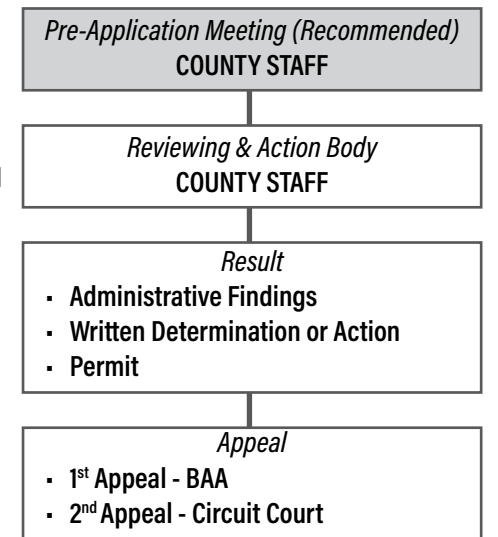 Pre-Application Meeting (Recommended)
COUNTY STAFF
Reviewing & Action Body
COUNTY STAFF
Result
· Administrative Findings
· Written Determination or Action
· Permit
Appeal
· 1st Appeal - BAA
· 2nd Appeal - Circuit Court